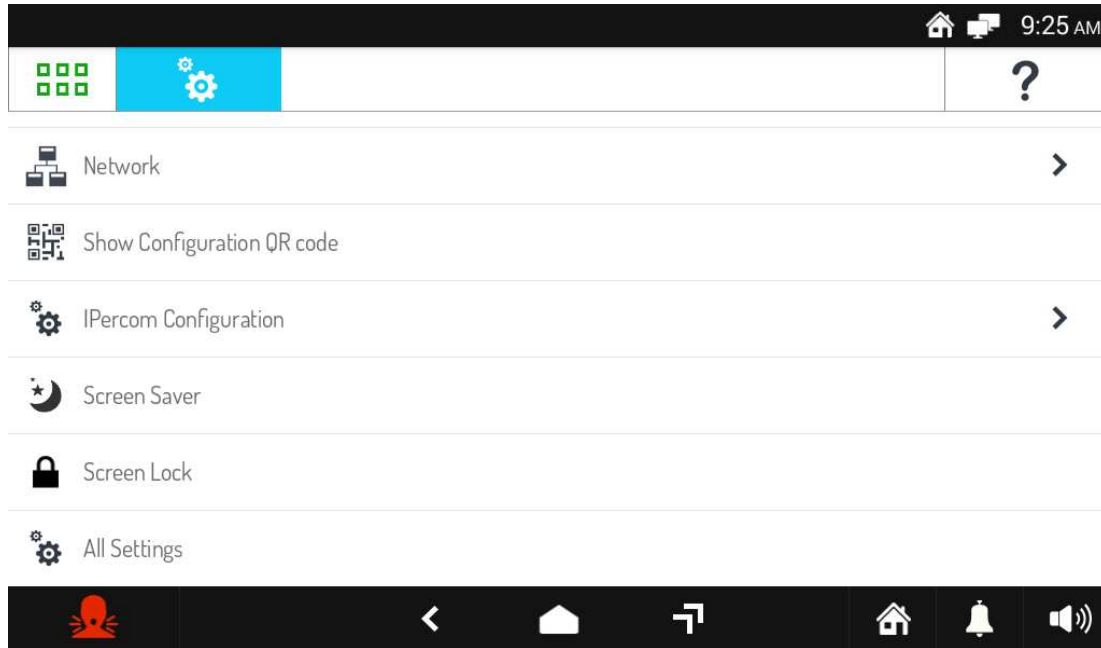 9:25 AM
?
Network
Show Configuration QR code
IPercom Configuration
Screen Saver
Screen Lock
All Settings